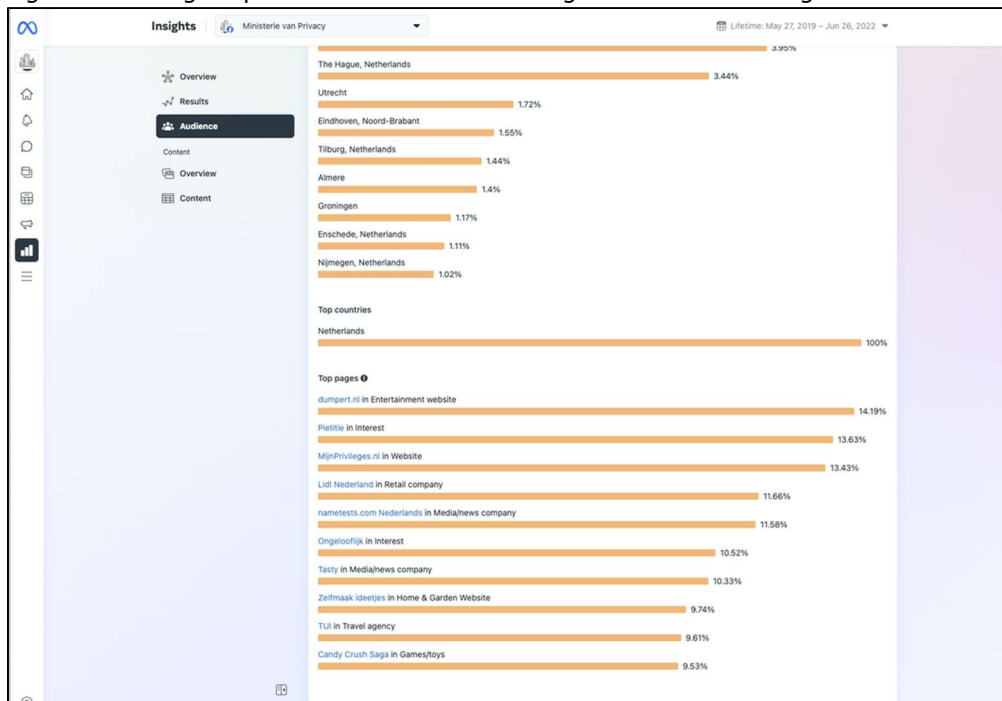 Insights
Ministerie van Privacy
Lifetime: May 27, 2019 – Jun 26, 2022
Overview
Results
Audience
Content
Overview
Content
3.95%
The Hague, Netherlands
3.44%
Utrecht
1.72%
Eindhoven, Noord-Brabant
1.55%
Tilburg, Netherlands
1.44%
Almere
1.4%
Groningen
1.17%
Enschede, Netherlands
1.11%
Nijmegen, Netherlands
1.02%
Top countries
Netherlands
100%
Top pages
dumpert.nl in Entertainment website
14.19%
Pietitie in Interest
13.63%
MijnPrivileges.nl in Website
13.43%
Lidl Nederland in Retail company
11.66%
nametests.com Nederlands in Media/news company
11.58%
Ongelooflijk in Interest
10.52%
Tasty in Media/news company
10.33%
Zelfmaak ideetjes in Home & Garden Website
9.74%
TUI in Travel agency
9.61%
Candy Crush Saga in Games/toys
9.53%